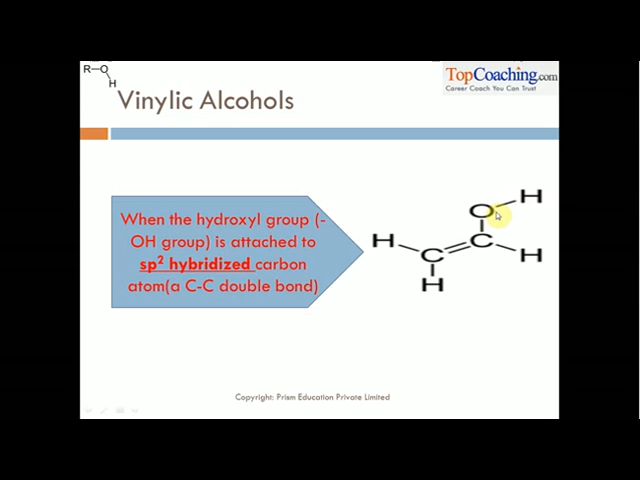 R-O
H
TopCoaching.com
Career Coach You Can Trust
Vinylic Alcohols
When the hydroxyl group (-
OH group) is attached to
sp2 hybridized carbon
atom(a C-C double bond)
O H
H C C H
H
Copyright: Prism Education Private Limited